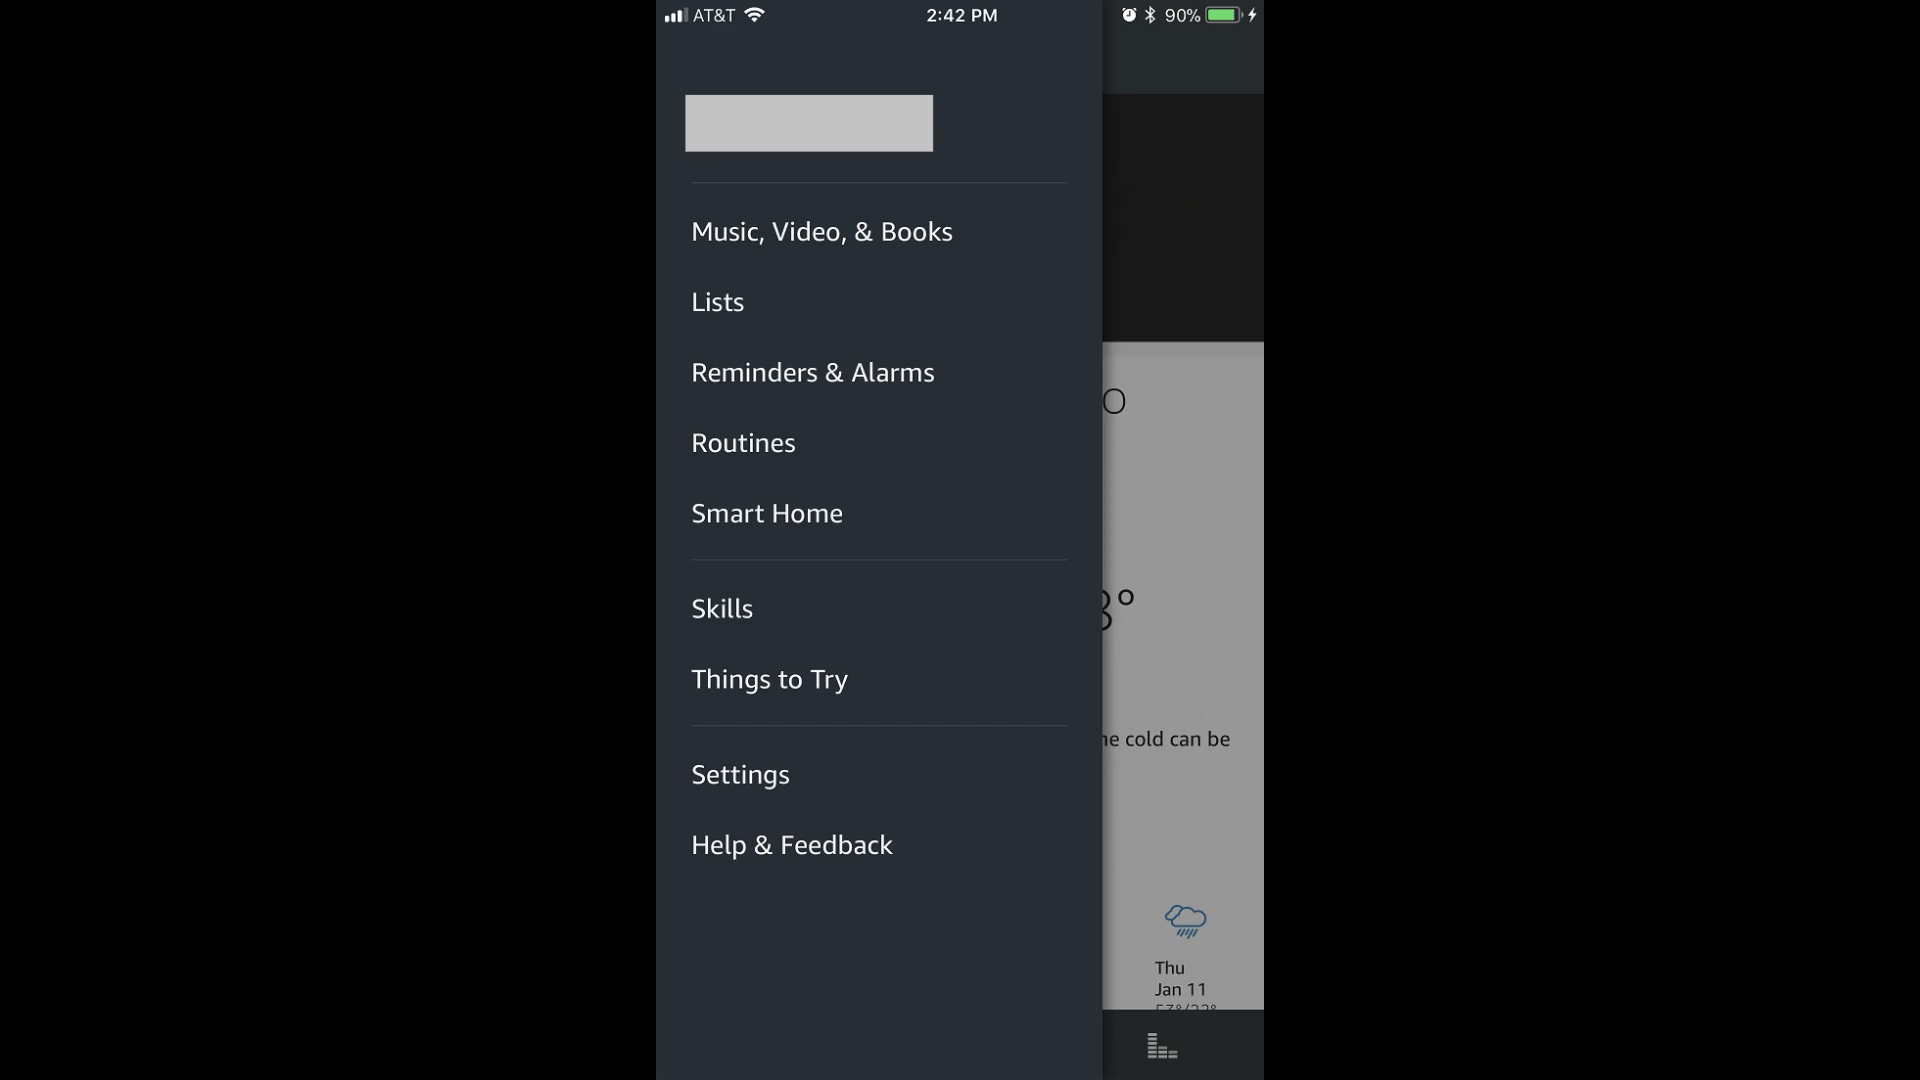 AT&T 2:42 PM 90%
Music, Video, & Books
Lists
Reminders & Alarms
Routines
Smart Home
Skills
Things to Try
Settings
Help & Feedback
cold can be
Thu
Jan 11